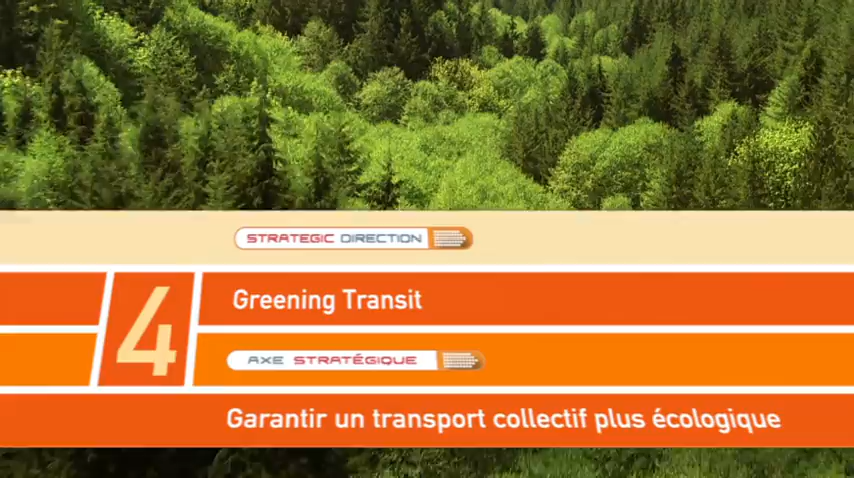 STRATEGIC DIRECTION
4
Greening Transit
AXE STRATÉGIQUE
Garantir un transport collectif plus écologique